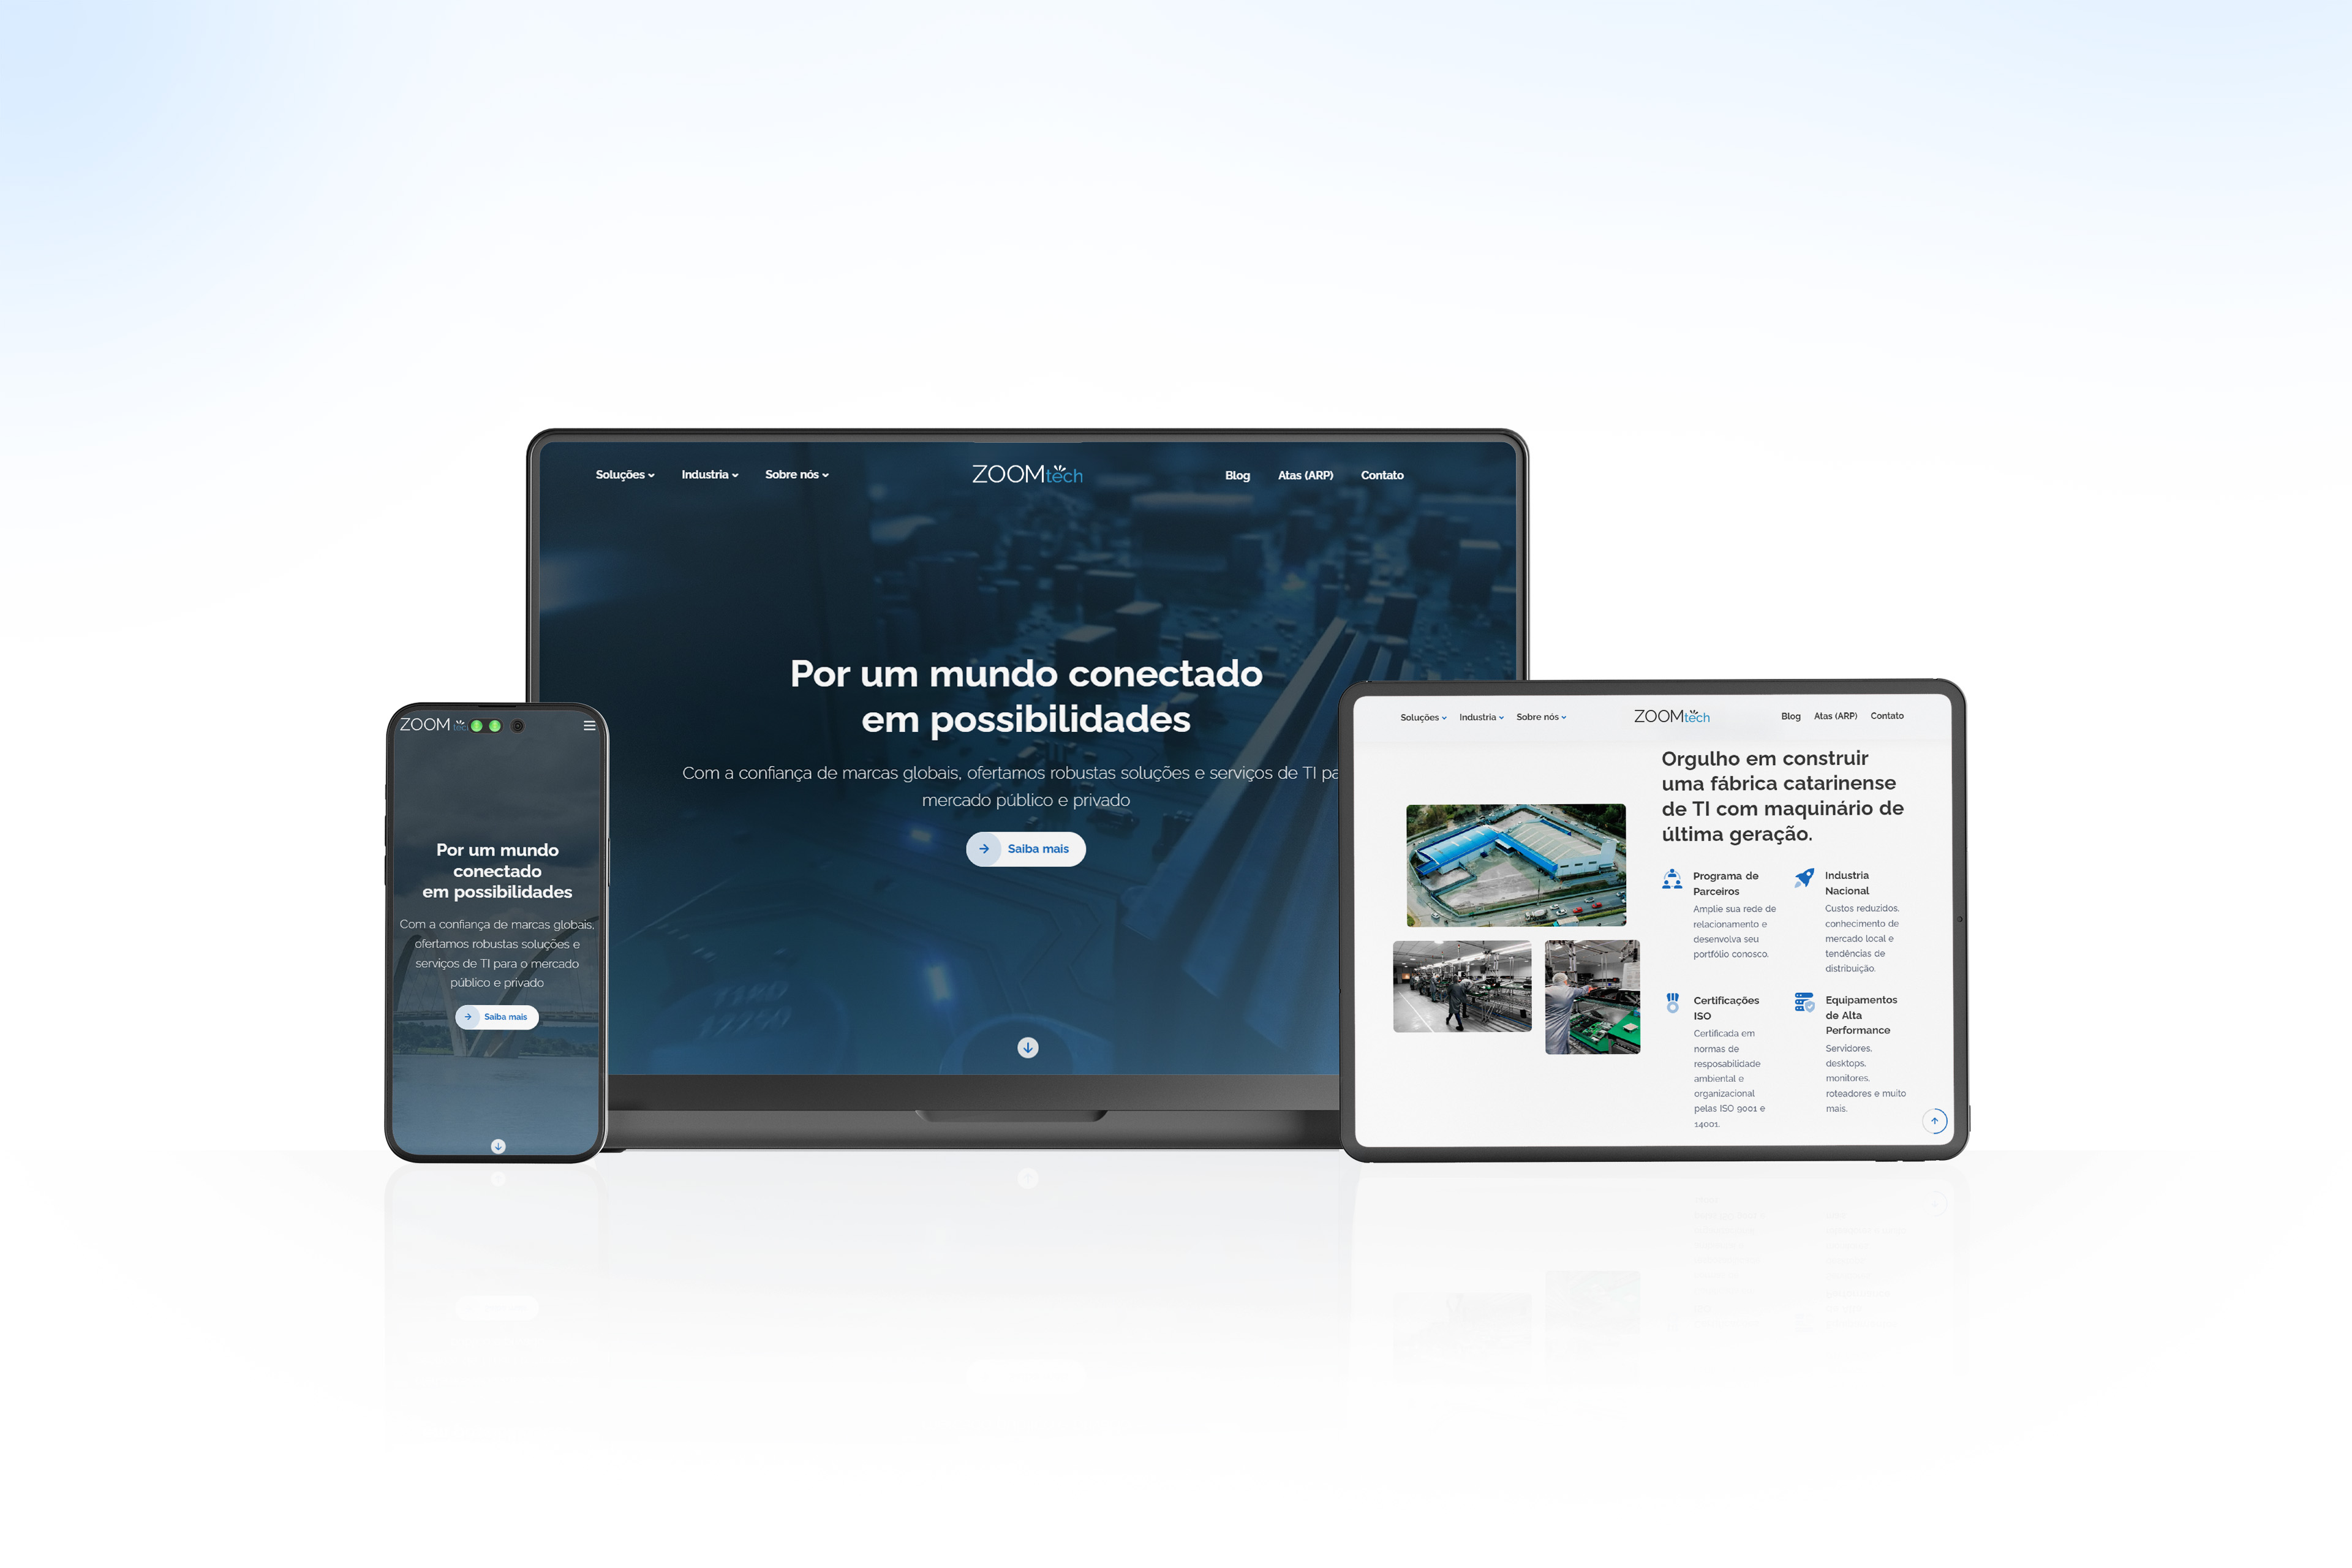 Soluções Industria Sobre nós ZOOMtech Blog Atas (ARP) Contato
Por um mundo conectado
em possibilidades
Com a confiança de marcas globais, ofertamos robustas soluções e serviços de TI
mercado público e privado
Saiba mais
ZOOM tech
Por um mundo
conectado
em possibilidades
Com a confiança de marcas globais,
ofertamos robustas soluções e
serviços de TI para o mercado
público e privado
Saiba mais
Soluções Industria Sobre nós ZOOMtech Blog Atas (ARP) Contato
Orgulho em construir
uma fábrica catarinense
de TI com maquinário de
última geração.
Programa de
Parceiros
Amplie sua rede de
relacionamento e
desenvolva seu
portfólio conosco.
Industria
Nacional
Custos reduzidos,
conhecimento de
mercado local e
tendências de
distribuição.
Certificações
ISO
Certificada em
normas de
resposabilidade
ambiental e
organizacional
pelas ISO 9001 e
14001.
Equipamentos
de Alta
Performance
Servidores,
desktops,
monitores,
roteadores e muito
mais.